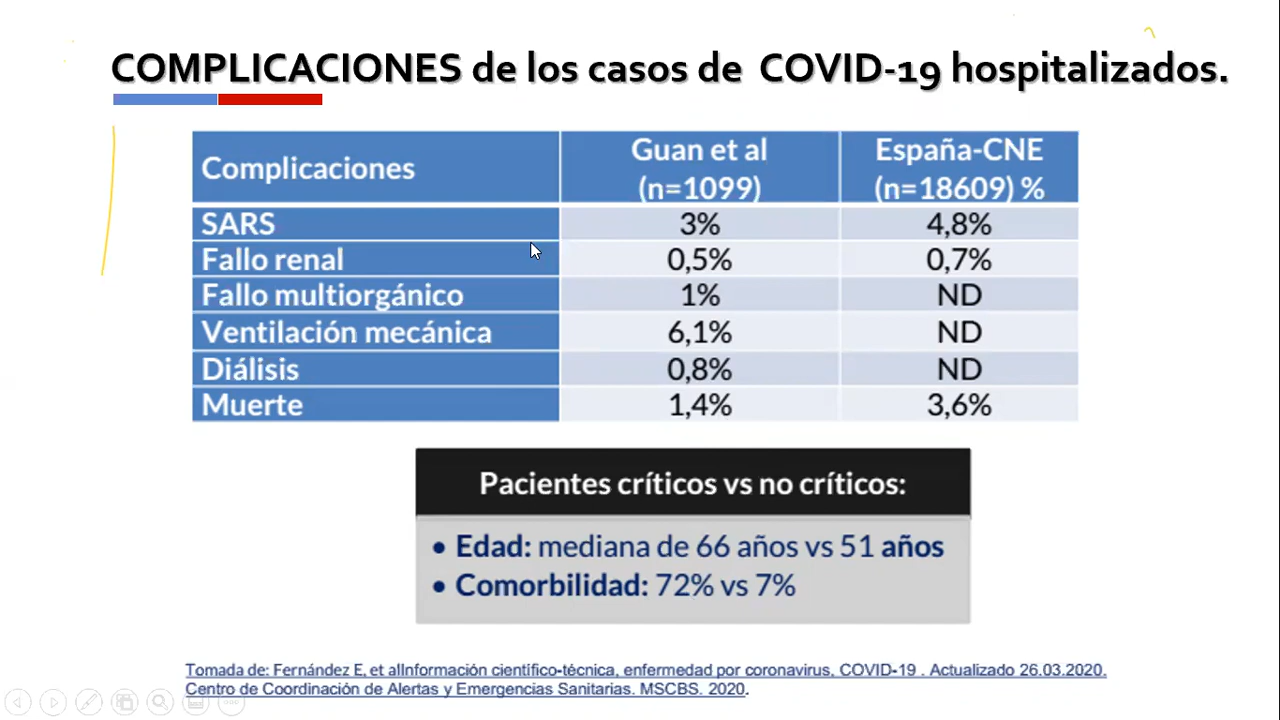 COMPLICACIONES de los casos de COVID-19 hospitalizados.
Complicaciones
Guan et al
(n=1099)
España-CNE
(n=18609) %
SARS 3% 4,8%
Fallo renal 0,5% 0,7%
Fallo multiorgánico 1% ND
Ventilación mecánica 6,1% ND
Diálisis 0,8% ND
Muerte 1,4% 3,6%
Pacientes críticos vs no críticos:
• Edad: mediana de 66 años vs 51 años
• Comorbilidad: 72% vs 7%
Tomada de: Fernández E, et alInformación científico-técnica, enfermedad por coronavirus, COVID-19 . Actualizado 26.03.2020.
Centro de Coordinación de Alertas y Emergencias Sanitarias. MSCBS. 2020.